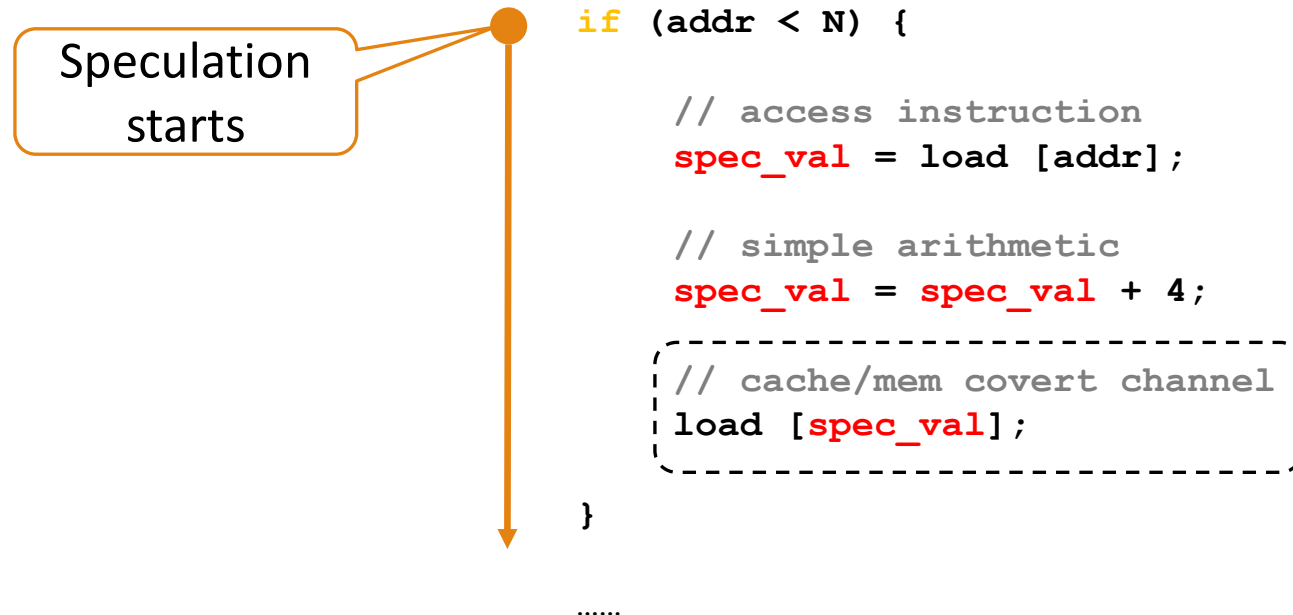 Speculation
starts
if (addr < N) {
// access instruction
spec_val = load [addr];
// simple arithmetic
spec_val = spec_val + 4;
// cache/mem covert channel
load [spec_val];
}
……